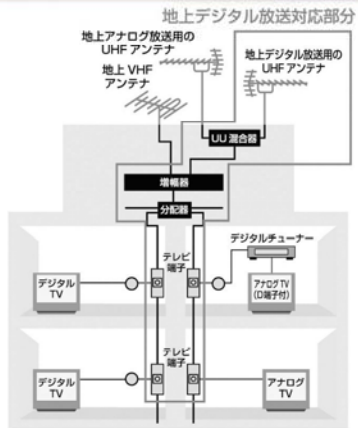 地上デジタル放送対応部分
地上アナログ放送用の
UHF アンテナ
地上 VHF
アンテナ
地上デジタル放送用の
UHF アンテナ
UU 混合器
増幅器
分配器
デジタルチューナー
テレビ
端子
デジタル
TV
アナログTV
(D端子付)
テレビ
端子
デジタル
TV
アナログ
TV